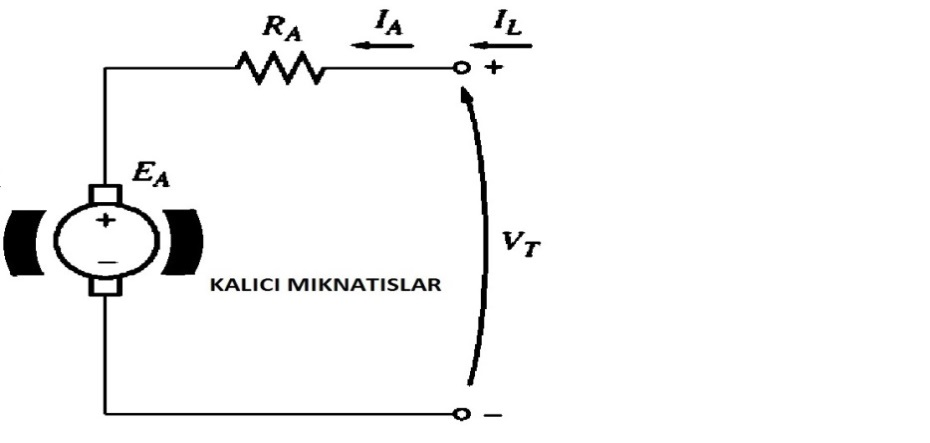 R_A
I_A
I_L
+
E_A
+
−
V_T
KALICI MIKNATISLAR
−